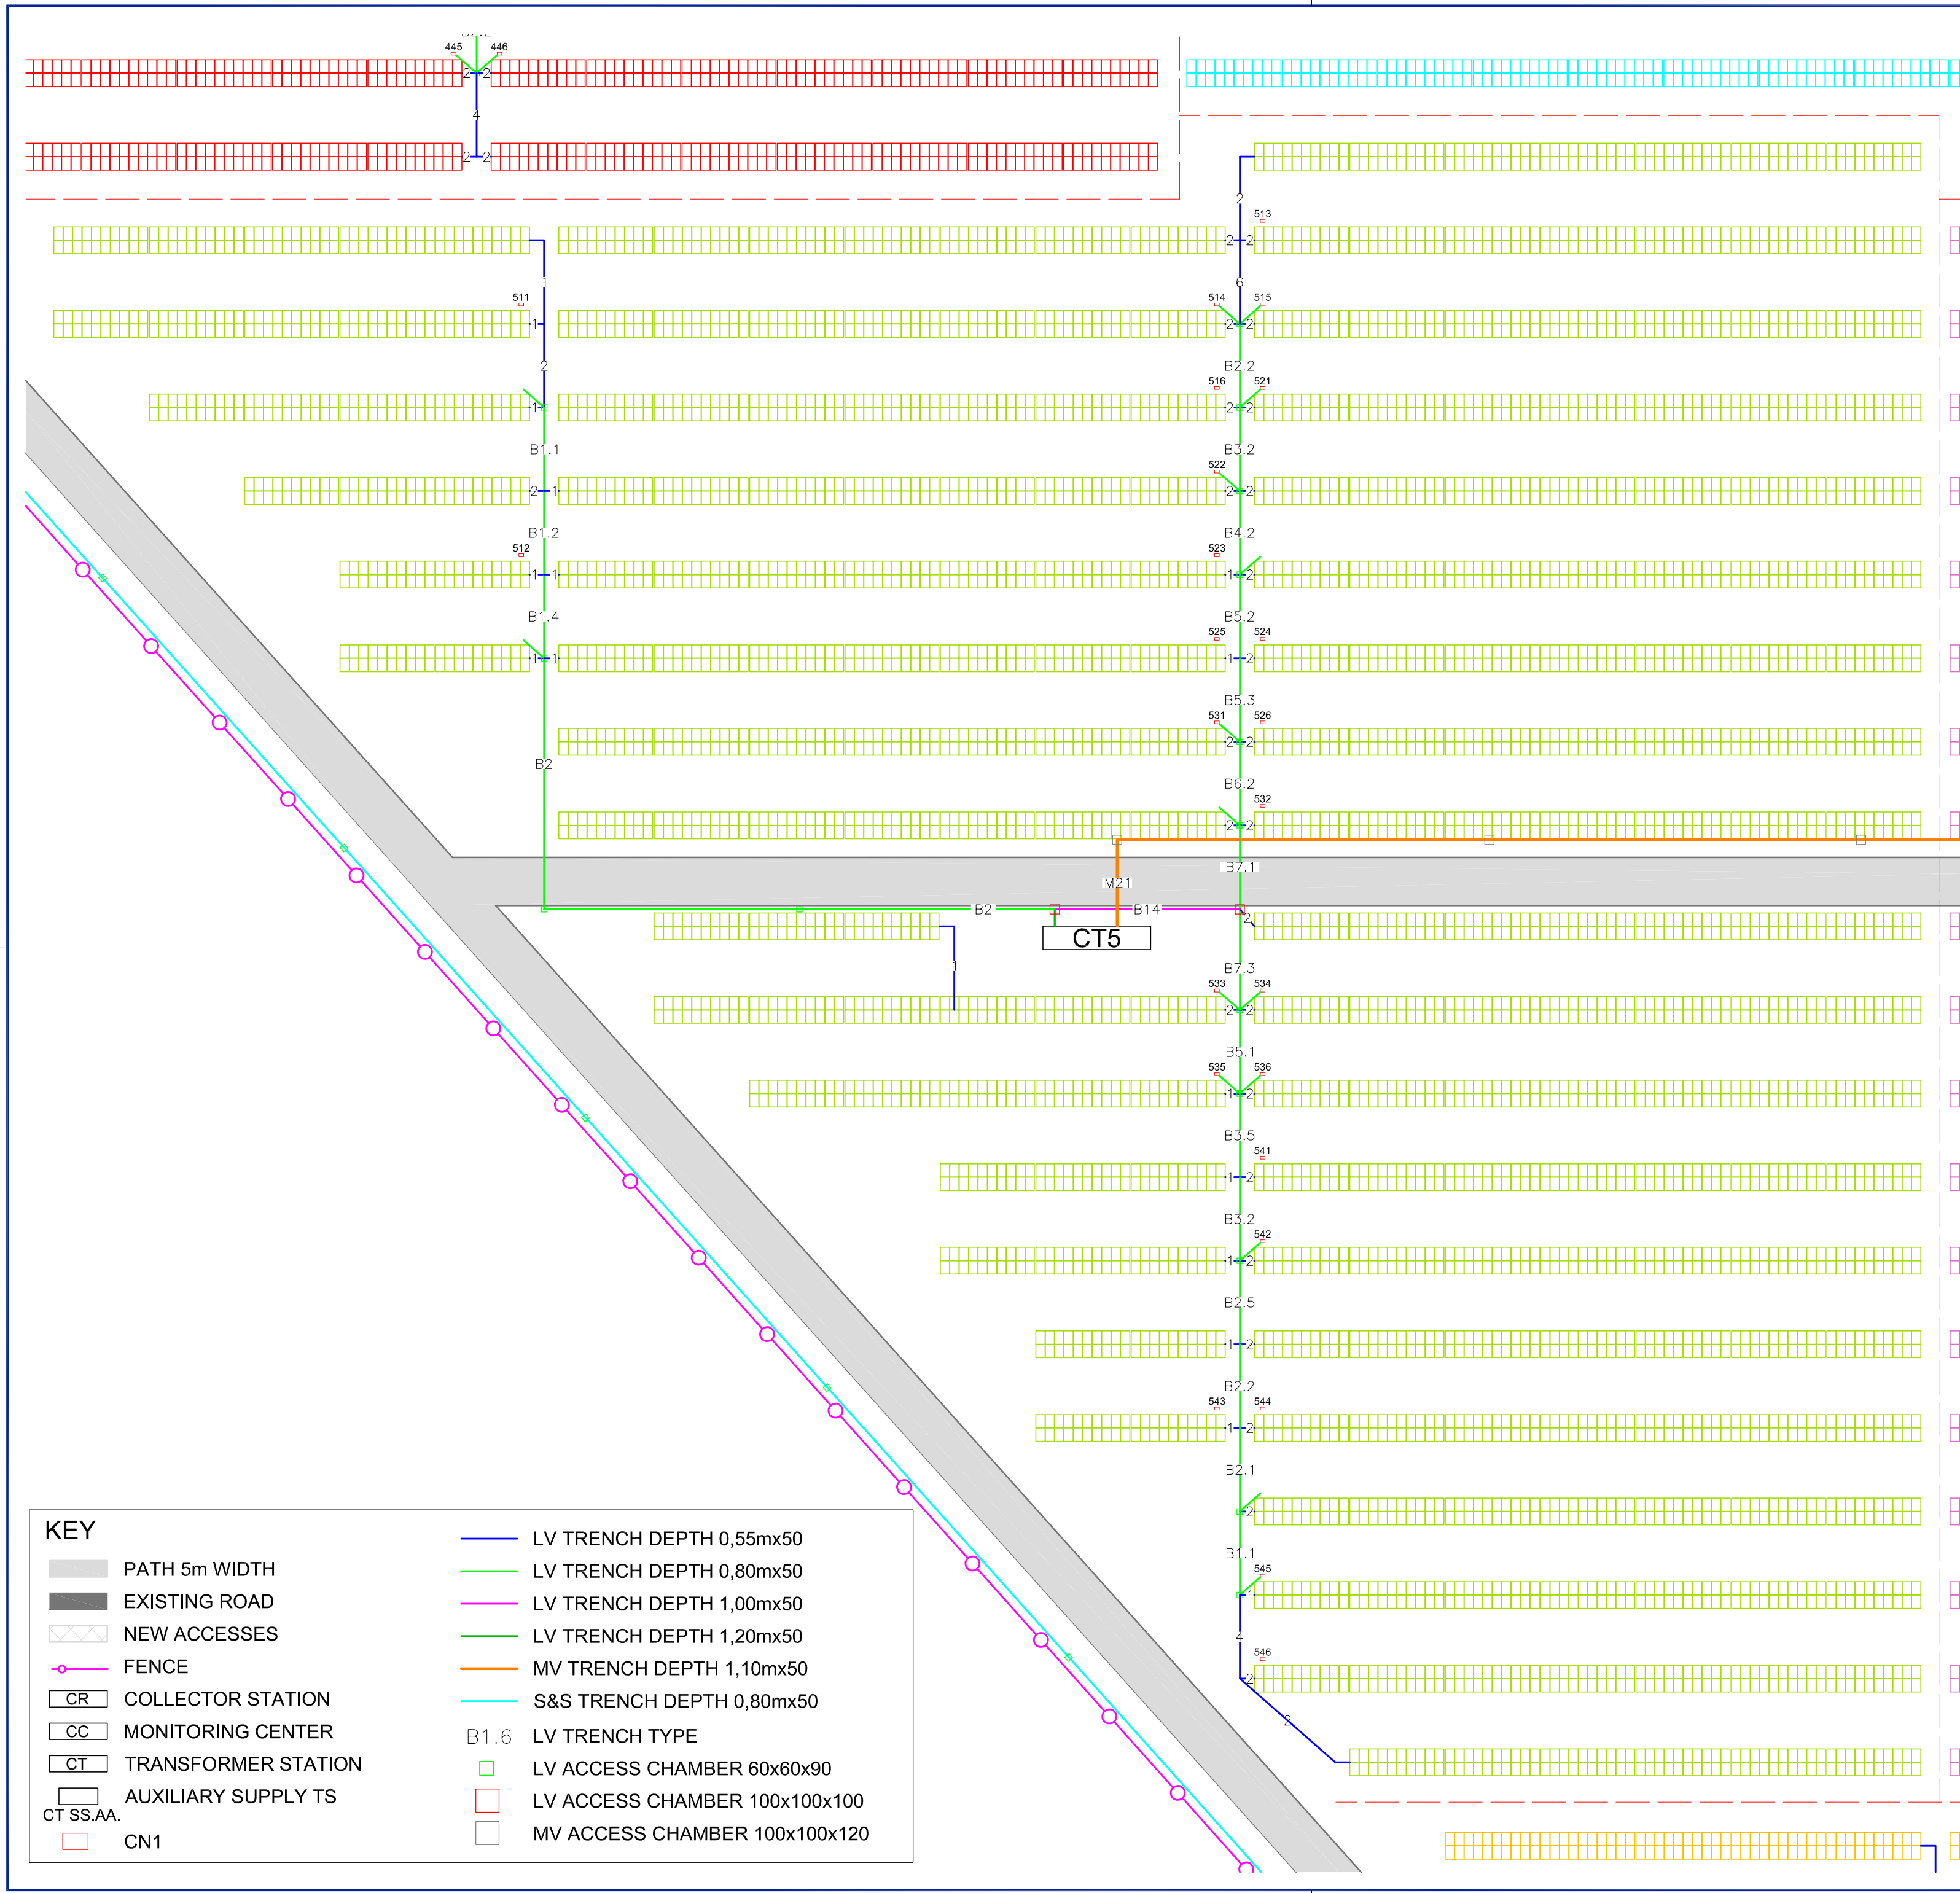 B2.2
445 446
2 2
4
2 2
2
513
2 2
1
6
511
514 515
1
2 2
2
B2.2
516 521
1
2 2
B1.1
B3.2
522
2 1
2 2
B1.2
B4.2
512
523
1 1
1 2
B1.4
B5.2
525 524
1 1
1 2
B5.3
531 526
2 2
B2
B6.2
532
2 2
B7.1
M21
B2
B14
2
CT5
1
B7.3
533 534
2 2
B5.1
535 536
1 2
B3.5
541
1 2
B3.2
542
1 2
B2.5
1 2
B2.2
543 544
1 2
B2.1
2
B1.1
545
1
4
546
2
2
KEY
PATH 5m WIDTH
EXISTING ROAD
NEW ACCESSES
FENCE
CR COLLECTOR STATION
CC MONITORING CENTER
CT TRANSFORMER STATION
AUXILIARY SUPPLY TS
CT SS.AA.
CN1
LV TRENCH DEPTH 0,55mx50
LV TRENCH DEPTH 0,80mx50
LV TRENCH DEPTH 1,00mx50
LV TRENCH DEPTH 1,20mx50
MV TRENCH DEPTH 1,10mx50
S&S TRENCH DEPTH 0,80mx50
B1.6 LV TRENCH TYPE
LV ACCESS CHAMBER 60x60x90
LV ACCESS CHAMBER 100x100x100
MV ACCESS CHAMBER 100x100x120